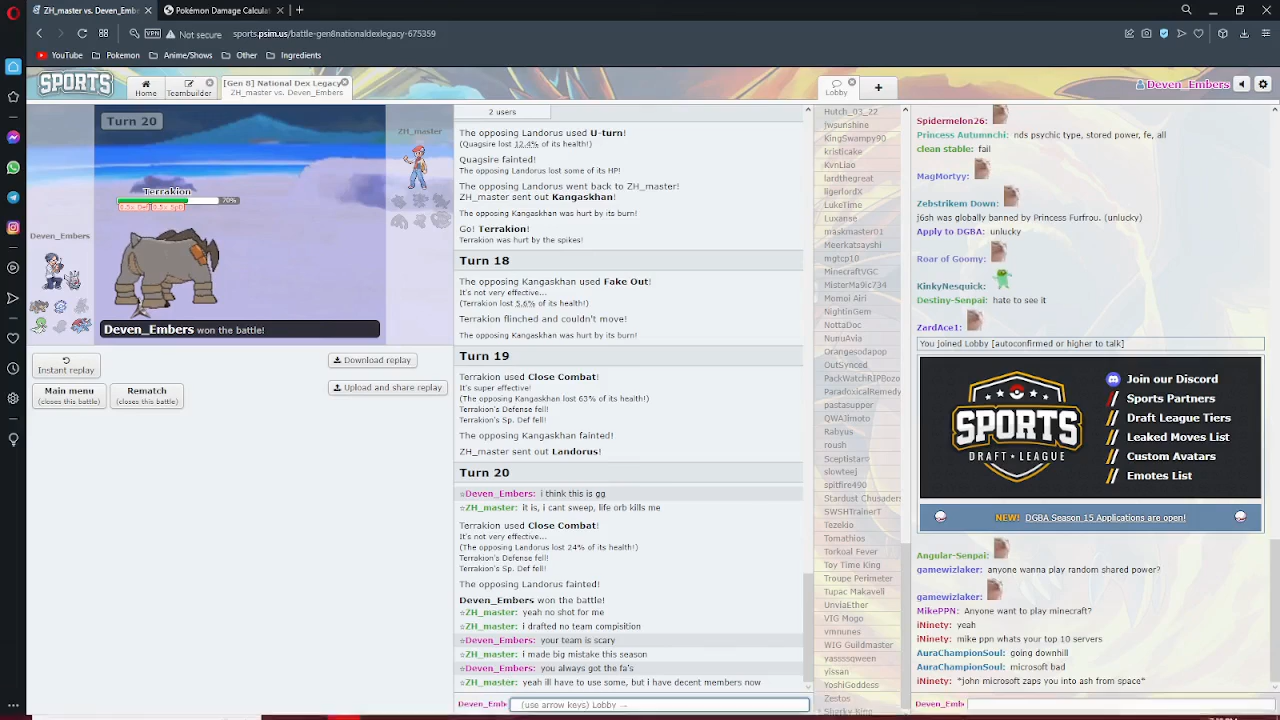 ZH_master vs. Deven_Embers
Pokémon Damage Calculat
VPN
Not secure
sports.psim.us/battle-gen8nationaldexlegacy-675359
YouTube
Pokemon
Anime/Shows
Other
Ingredients
SPORTS
Home
Teambuilder
[Gen 8] National Dex Legacy
ZH_master vs. Deven_Embers
Lobby
Deven_Embers
Turn 20
ZH_master
Terrakion
70%
Deven_Embers
Deven_Embers won the battle!
Instant replay
Download replay
Upload and share replay
Main menu
(closes this battle)
Rematch
(closes this battle)
2 users
The opposing Landorus used U-turn!
(Quagsire lost 12.4% of its health!)
Quagsire fainted!
The opposing Landorus lost some of its HP!
The opposing Landorus went back to ZH_master!
ZH_master sent out Kangaskhan!
The opposing Kangaskhan was hurt by its burn!
Go! Terrakion!
Terrakion was hurt by the spikes!
Turn 18
The opposing Kangaskhan used Fake Out!
It's not very effective...
(Terrakion lost 5.6% of its health!)
Terrakion flinched and couldn't move!
The opposing Kangaskhan was hurt by its burn!
Turn 19
Terrakion used Close Combat!
It's super effective!
(The opposing Kangaskhan lost 63% of its health!)
Terrakion's Defense fell!
Terrakion's Sp. Def fell!
The opposing Kangaskhan fainted!
ZH_master sent out Landorus!
Turn 20
☆Deven_Embers: i think this is gg
☆ZH_master: it is, i cant sweep, life orb kills me
Terrakion used Close Combat!
It's not very effective...
(The opposing Landorus lost 24% of its health!)
Terrakion's Defense fell!
Terrakion's Sp. Def fell!
The opposing Landorus fainted!
Deven_Embers won the battle!
☆ZH_master: yeah no shot for me
☆ZH_master: i drafted no team compisition
☆Deven_Embers: your team is scary
☆ZH_master: i made big mistake this season
☆Deven_Embers: you always got the fa's
☆ZH_master: yeah ill have to use some, but i have decent members now
Deven_Emb
(use arrow keys) Lobby →
Hutch_03_22
jwsunshine
KingSwampy90
kristicake
KvnLiao
landthegreat
ligerlordX
LukeTime
Luxansë
maskmaster01
Meerkatsayshi
mgtcp10
MinecraftVGC
MisterMa9ic734
Momoi Airi
NightinGem
NottaDoc
NunuAvia
Orangesodapop
OutSynced
PackWatchRIPBozo
ParadoxicalRemedy
pastasupper
QWAJimoto
Rabyus
roush
Sceptistar
slowteej
spitfire490
Stardust Chusaders
SWSHTrainerT
Tezekio
Tomathios
Torkoal Fever
Toy Time King
Troupe Perimeter
Tupac Makavell
UnviaEther
VIG Mogo
vmnunes
WIG Guildmaster
yassssqween
yissan
YoshiGoddess
Zestos
Spidermelon26:
Princess Autumnchi: nds psychic type, stored power, fe, all
clean stable: fail
MagMortyy:
Zebstrikem Down:
j6sh was globally banned by Princess Furfrou. (unlucky)
Apply to DGBA: unlucky
Roar of Goomy:
KinkyNesquick:
Destiny-Senpai: hate to see it
ZardAce1:
You joined Lobby [autoconfirmed or higher to talk]
SPORTS
DRAFT LEAGUE
Join our Discord
Sports Partners
Draft League Tiers
Leaked Moves List
Custom Avatars
Emotes List
NEW! DGBA Season 15 Applications are open!
Angular-Senpai:
gamewizlaker: anyone wanna play random shared power?
gamewizlaker:
MikePPN: Anyone want to play minecraft?
iNinety: yeah
iNinety: mike ppn whats your top 10 servers
AuraChampionSoul: going downhill
AuraChampionSoul: microsoft bad
iNinety: *john microsoft zaps you into ash from space*
Deven_Emb